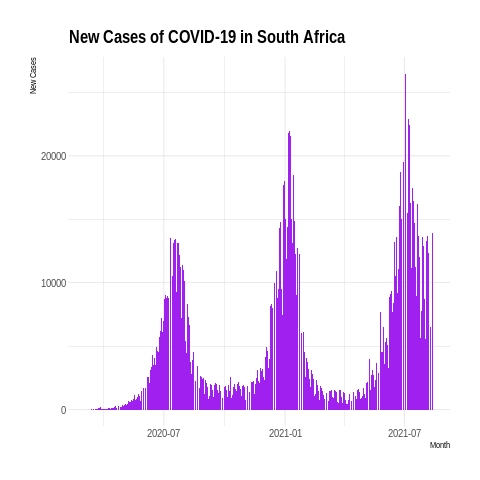 New Cases of COVID-19 in South Africa
New Cases
20000
10000
0
2020-07
2021-01
2021-07
Month